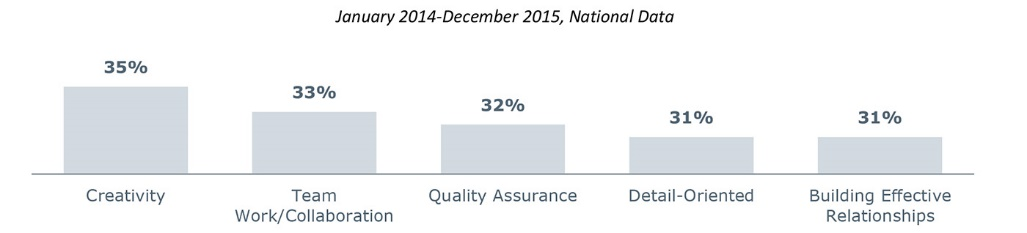 January 2014-December 2015, National Data
35%
33%
32%
31%
31%
Creativity
Team
Work/Collaboration
Quality Assurance
Detail-Oriented
Building Effective
Relationships